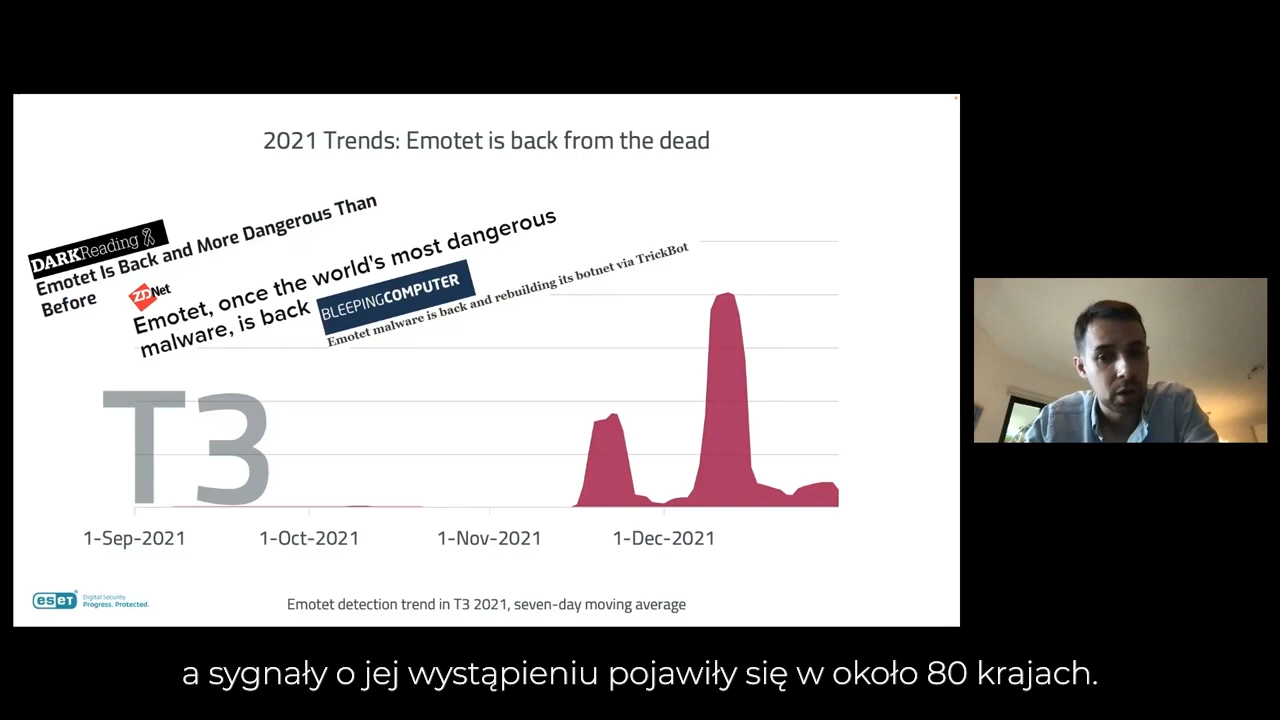 2021 Trends: Emotet is back from the dead
DARKReading
Emotet Is Back and More Dangerous Than
Before
ZDNet
Emotet, once the world's most dangerous
malware, is back
BLEEPINGCOMPUTER
Emotet malware is back and rebuilding its botnet via TrickBot
T3
1-Sep-2021 1-Oct-2021 1-Nov-2021 1-Dec-2021
eset Digital Security
Progress. Protected.
Emotet detection trend in T3 2021, seven-day moving average
a sygnały o jej wystąpieniu pojawiły się w około 80 krajach.